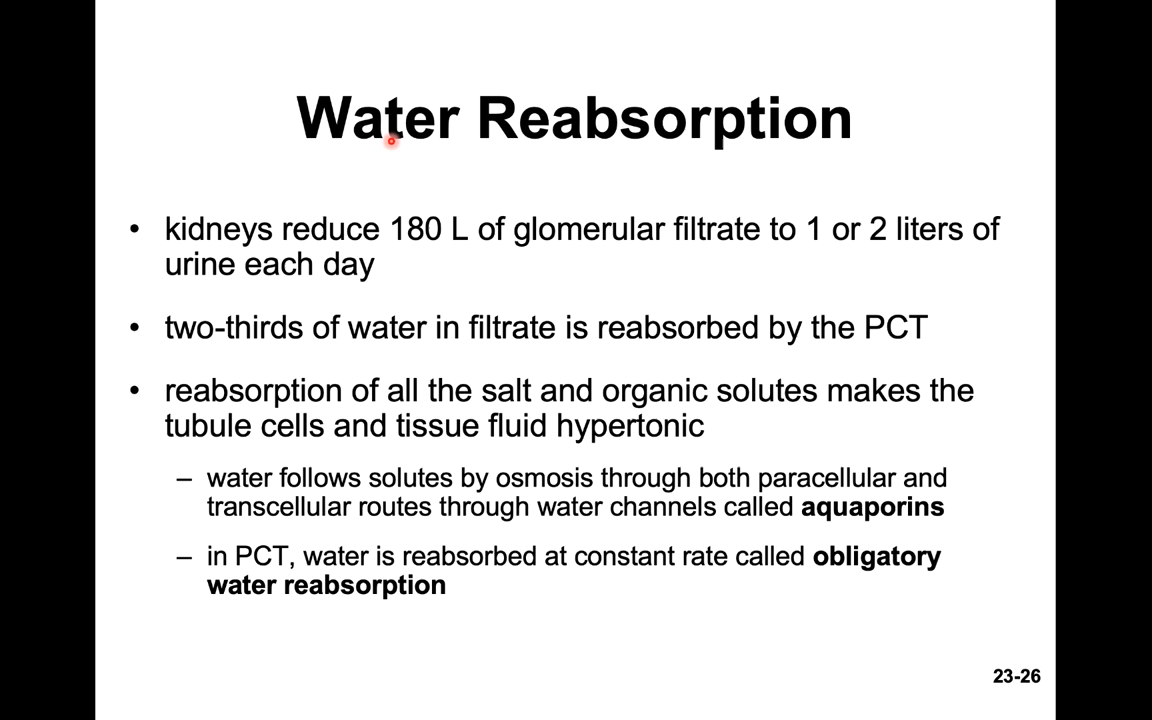 Water Reabsorption
• kidneys reduce 180 L of glomerular filtrate to 1 or 2 liters of
urine each day
• two-thirds of water in filtrate is reabsorbed by the PCT
• reabsorption of all the salt and organic solutes makes the
tubule cells and tissue fluid hypertonic
– water follows solutes by osmosis through both paracellular and
transcellular routes through water channels called aquaporins
– in PCT, water is reabsorbed at constant rate called obligatory
water reabsorption
23-26